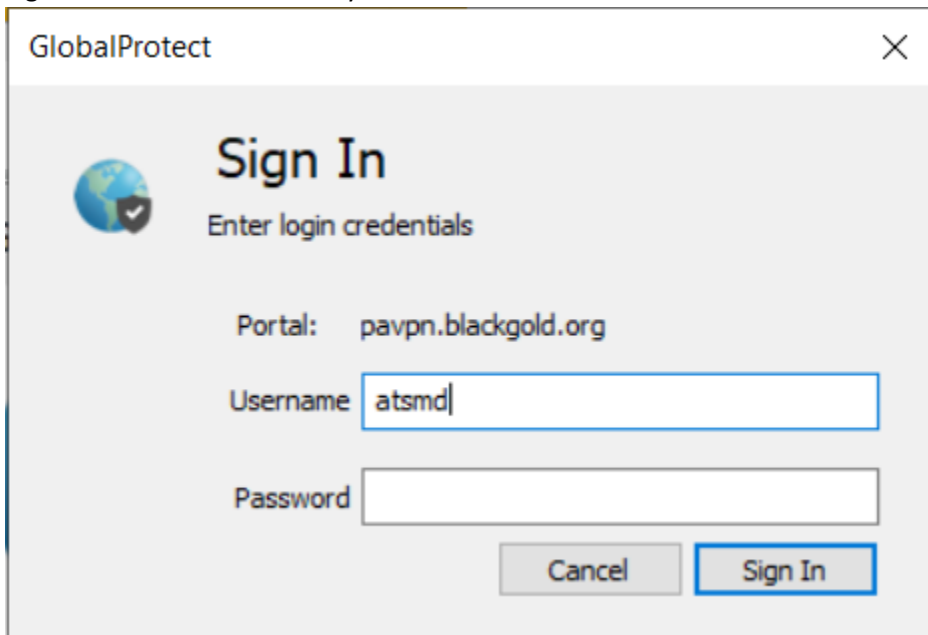 GlobalProtect
Sign In
Enter login credentials
Portal: pavpn.blackgold.org
Username atsmd
Password
Cancel Sign In